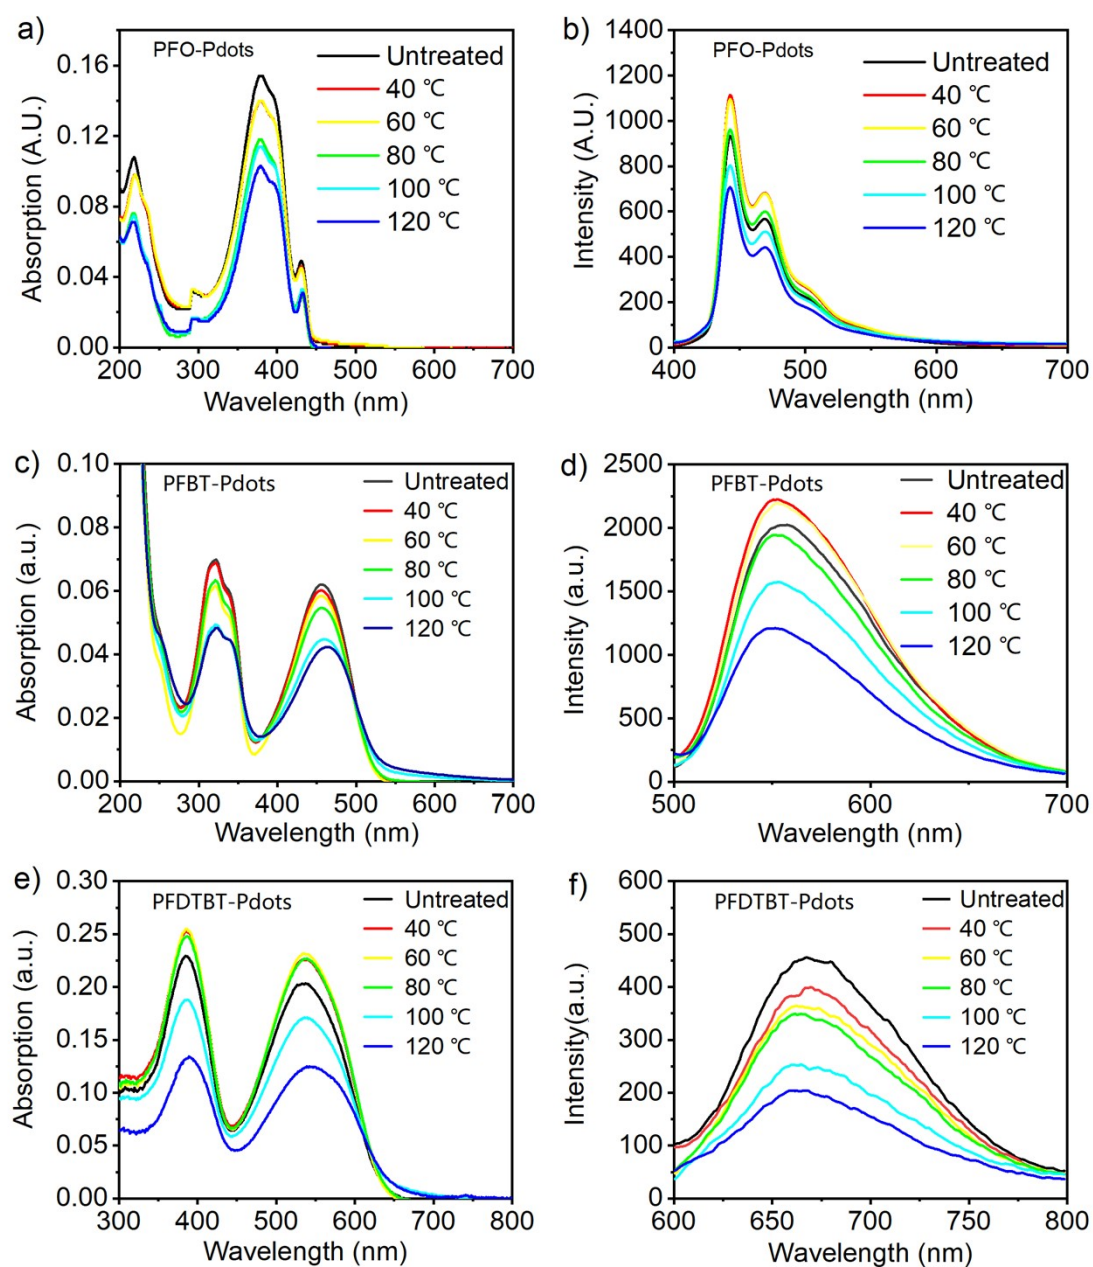 a)
PFO-Pdots
Untreated
40 ℃
60 ℃
80 ℃
100 ℃
120 ℃
0.16
0.12
0.08
0.04
0.00
Absorption (A.U.)
200 300 400 500 600 700
Wavelength (nm)
b)
PFO-Pdots
Untreated
40 ℃
60 ℃
80 ℃
100 ℃
120 ℃
1400
1200
1000
800
600
400
200
0
Intensity (A.U.)
400 500 600 700
Wavelength (nm)
c)
PFBT-Pdots
Untreated
40 ℃
60 ℃
80 ℃
100 ℃
120 ℃
0.10
0.08
0.06
0.04
0.02
0.00
Absorption (a.u.)
200 300 400 500 600 700
Wavelength (nm)
d)
PFBT-Pdots
Untreated
40 ℃
60 ℃
80 ℃
100 ℃
120 ℃
2500
2000
1500
1000
500
0
Intensity (a.u.)
500 600 700
Wavelength (nm)
e)
PFDTBT-Pdots
Untreated
40 ℃
60 ℃
80 ℃
100 ℃
120 ℃
0.30
0.25
0.20
0.15
0.10
0.05
0.00
Absorption (a.u.)
300 400 500 600 700 800
Wavelength (nm)
f)
PFDTBT-Pdots
Untreated
40 ℃
60 ℃
80 ℃
100 ℃
120 ℃
600
500
400
300
200
100
0
Intensity(a.u.)
600 650 700 750 800
Wavelength (nm)